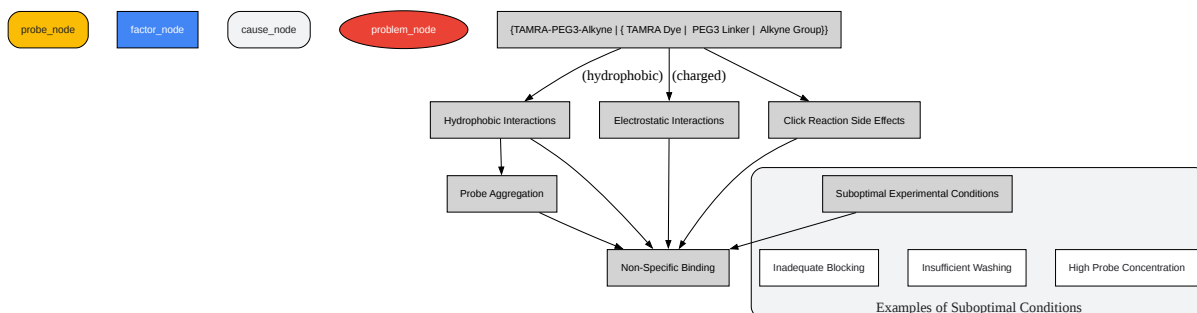 probe_node
factor_node
cause_node
problem_node
{TAMRA-PEG3-Alkyne | { TAMRA Dye |  PEG3 Linker |  Alkyne Group}}
(hydrophobic)
(charged)
Hydrophobic Interactions
Electrostatic Interactions
Click Reaction Side Effects
Probe Aggregation
Suboptimal Experimental Conditions
Non-Specific Binding
Inadequate Blocking
Insufficient Washing
High Probe Concentration
Examples of Suboptimal Conditions